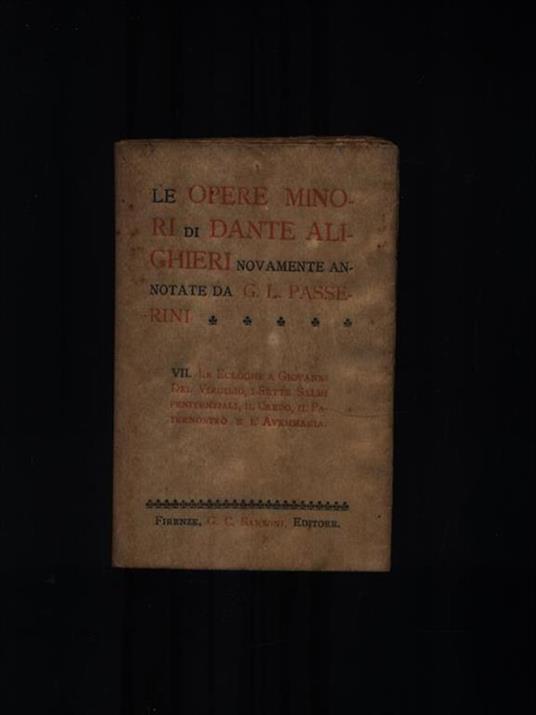 LE OPERE MINO-
RI DI DANTE ALI-
GHIERI NOVAMENTE AN-
NOTATE DA G. L. PASSE-
RINI
VII. LE ECLOGHE A GIOVANNI
DEL VIRGILIO, I SETTE SALMI
PENITENZIALI, IL CREDO, IL PA-
TERNOSTRO E L'AVEMMARIA.
FIRENZE, G. C. SANSONI, EDITORE.